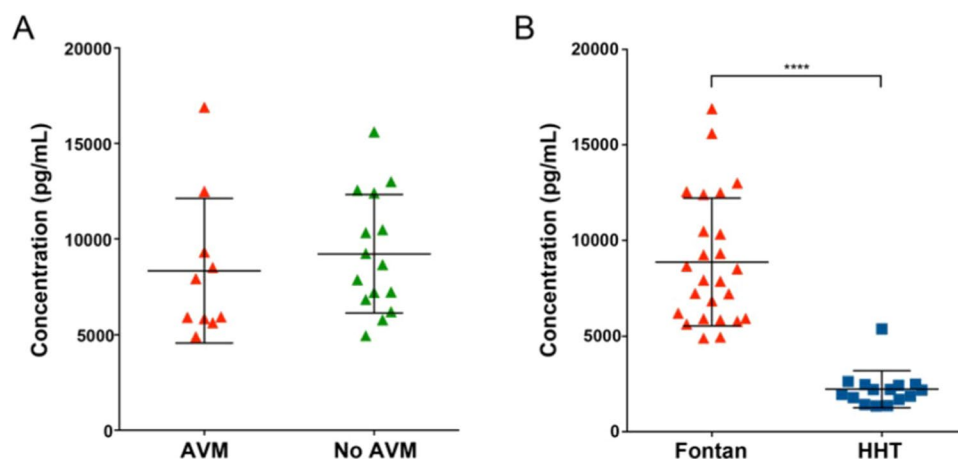 A
Concentration (pg/mL)
20000
15000
10000
5000
0
AVM
No AVM
B
Concentration (pg/mL)
20000
15000
10000
5000
0
****
Fontan
HHT